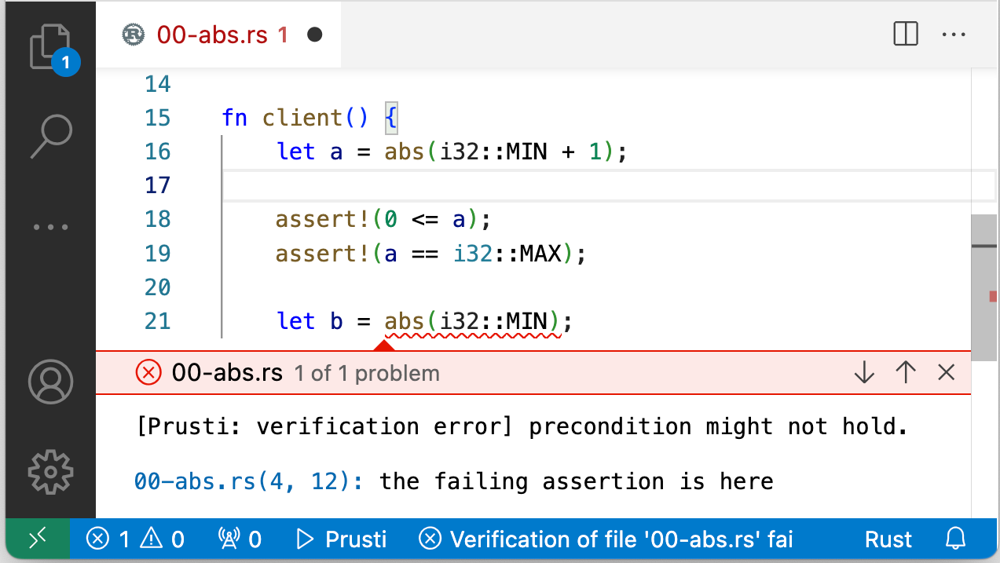 00-abs.rs 1
1
14
15 fn client() {
16 let a = abs(i32::MIN + 1);
17
18 assert!(0 <= a);
19 assert!(a == i32::MAX);
20
21 let b = abs(i32::MIN);
00-abs.rs 1 of 1 problem
[Prusti: verification error] precondition might not hold.
00-abs.rs(4, 12): the failing assertion is here
1 0 0 Prusti Verification of file '00-abs.rs' fai Rust